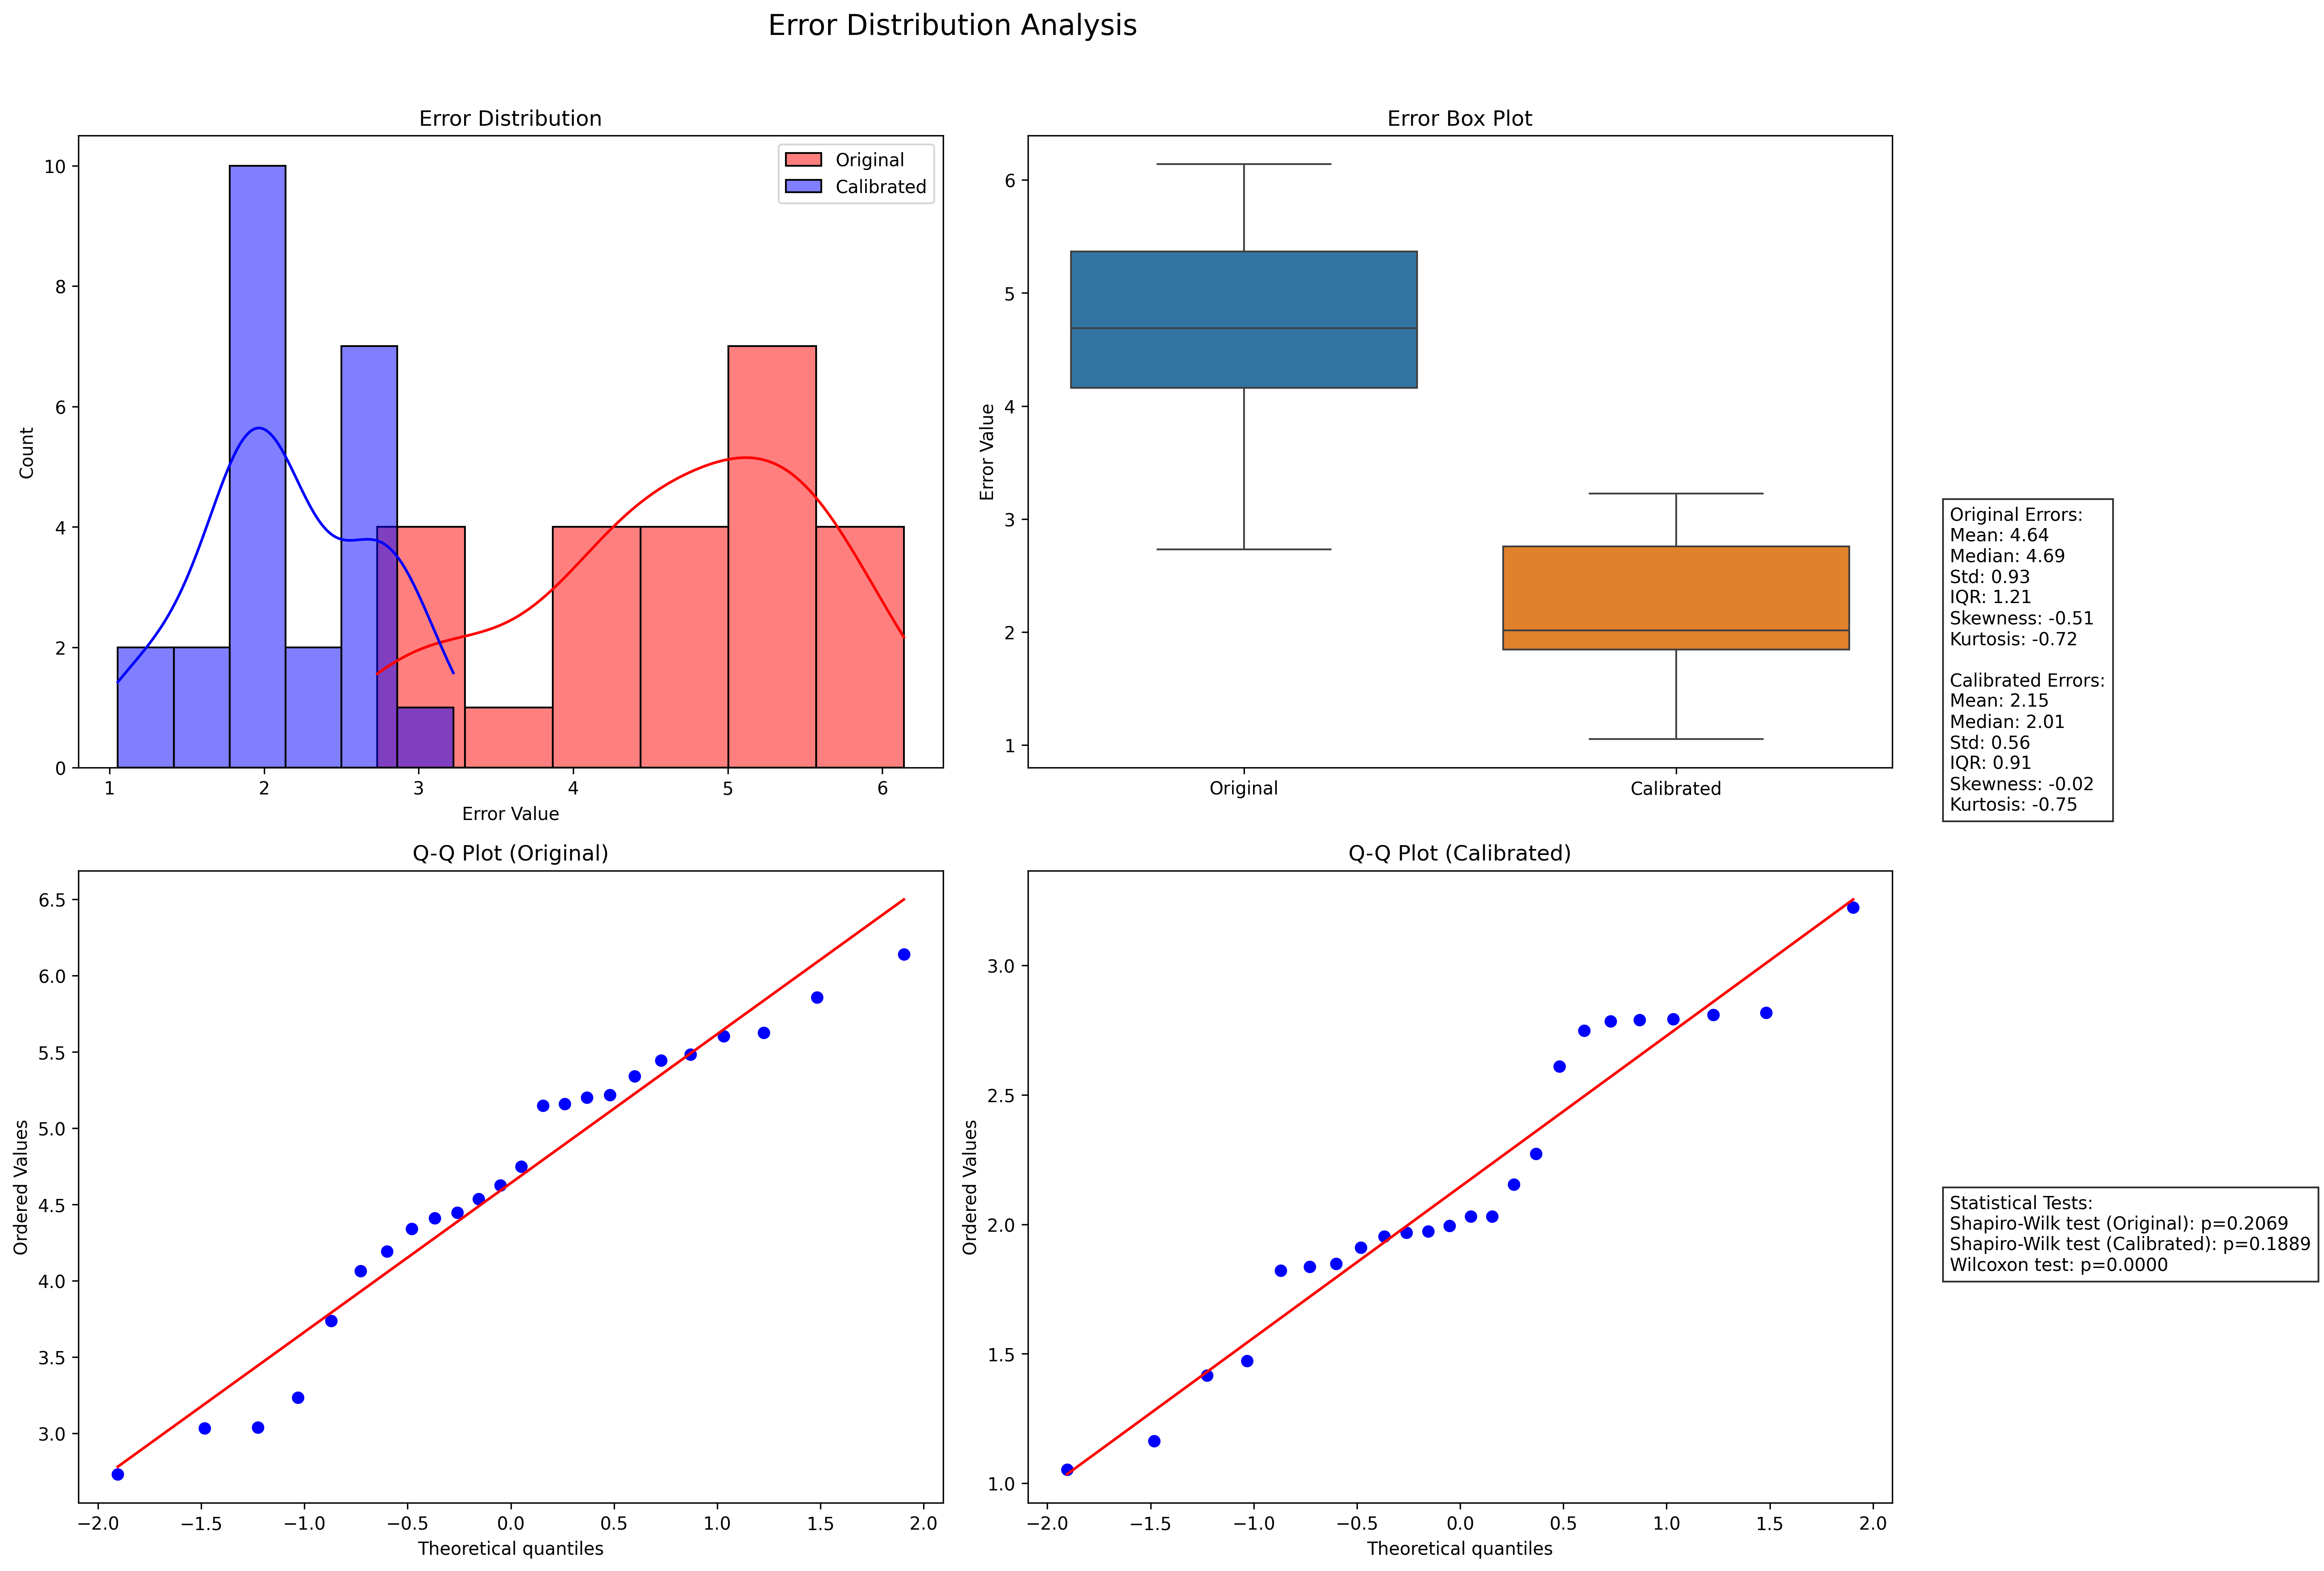 Error Distribution Analysis
Error Distribution
10
8
6
4
2
0
Count
1 2 3 4 5 6
Error Value
Original
Calibrated
Error Box Plot
6
5
4
3
2
1
Error Value
Original Calibrated
Original Errors:
Mean: 4.64
Median: 4.69
Std: 0.93
IQR: 1.21
Skewness: -0.51
Kurtosis: -0.72
Calibrated Errors:
Mean: 2.15
Median: 2.01
Std: 0.56
IQR: 0.91
Skewness: -0.02
Kurtosis: -0.75
Q-Q Plot (Original)
6.5
6.0
5.5
5.0
4.5
4.0
3.5
3.0
Ordered Values
−2.0 −1.5 −1.0 −0.5 0.0 0.5 1.0 1.5 2.0
Theoretical quantiles
Q-Q Plot (Calibrated)
3.0
2.5
2.0
1.5
1.0
Ordered Values
−2.0 −1.5 −1.0 −0.5 0.0 0.5 1.0 1.5 2.0
Theoretical quantiles
Statistical Tests:
Shapiro-Wilk test (Original): p=0.2069
Shapiro-Wilk test (Calibrated): p=0.1889
Wilcoxon test: p=0.0000